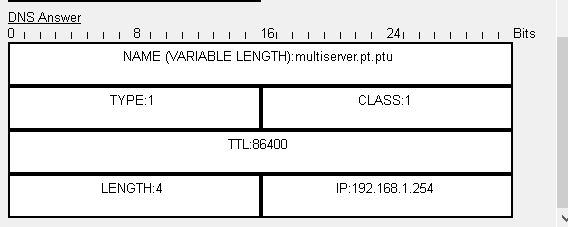 DNS Answer
0 8 16 24 Bits
NAME (VARIABLE LENGTH):multiserver.pt.ptu
TYPE:1 CLASS:1
TTL:86400
LENGTH:4 IP:192.168.1.254